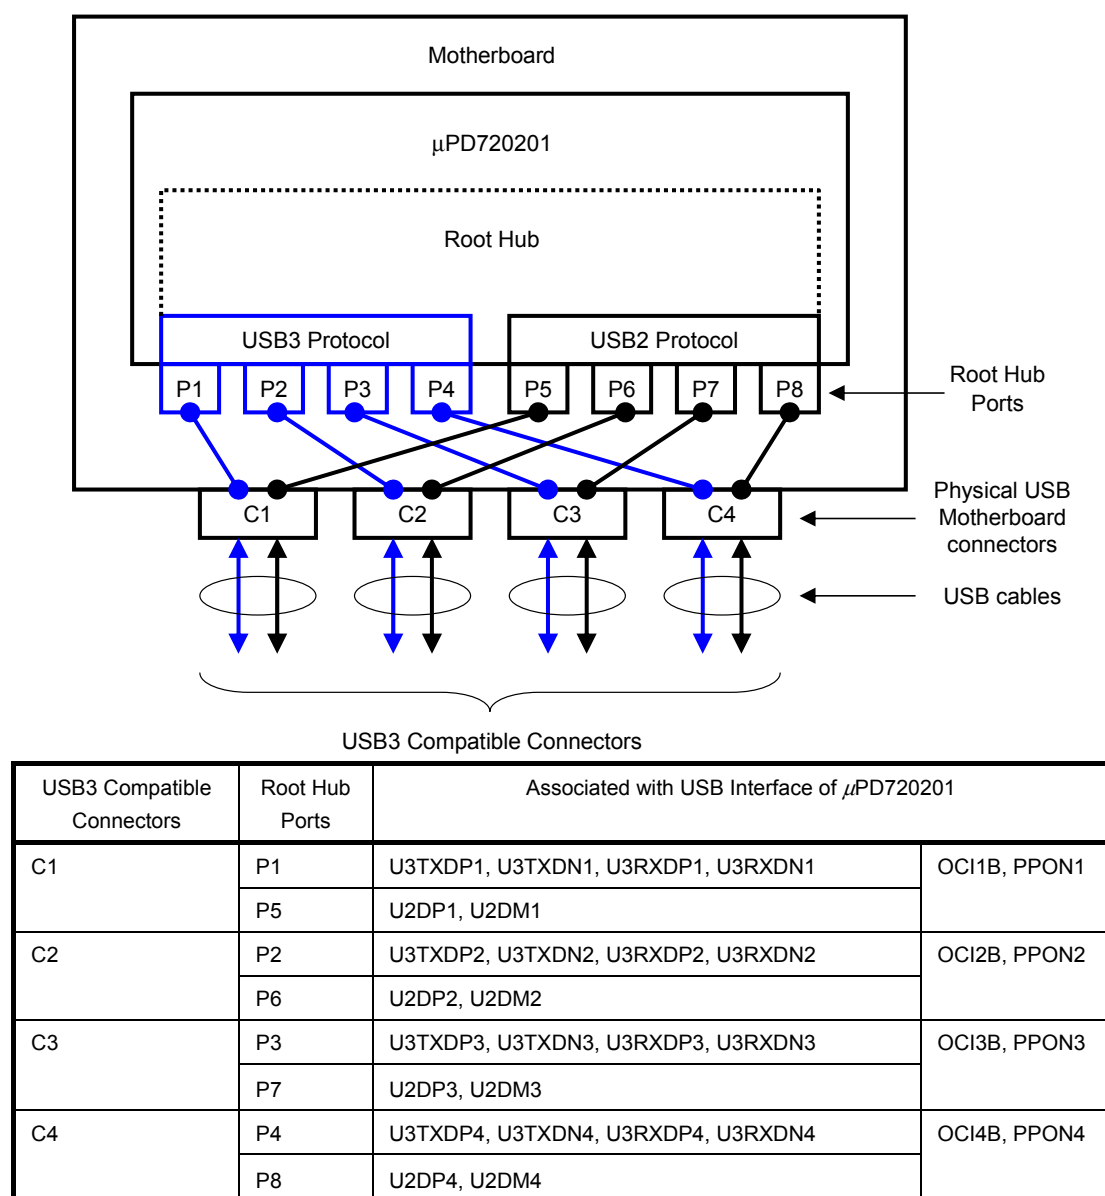 Motherboard
μPD720201
Root Hub
USB3 Protocol
USB2 Protocol
P1 P2 P3 P4 P5 P6 P7 P8
Root Hub
Ports
C1 C2 C3 C4
Physical USB
Motherboard
connectors
USB cables
USB3 Compatible Connectors
USB3 Compatible
Connectors
Root Hub
Ports
Associated with USB Interface of μPD720201
C1 P1 U3TXDP1, U3TXDN1, U3RXDP1, U3RXDN1 OCI1B, PPON1
P5 U2DP1, U2DM1
C2 P2 U3TXDP2, U3TXDN2, U3RXDP2, U3RXDN2 OCI2B, PPON2
P6 U2DP2, U2DM2
C3 P3 U3TXDP3, U3TXDN3, U3RXDP3, U3RXDN3 OCI3B, PPON3
P7 U2DP3, U2DM3
C4 P4 U3TXDP4, U3TXDN4, U3RXDP4, U3RXDN4 OCI4B, PPON4
P8 U2DP4, U2DM4